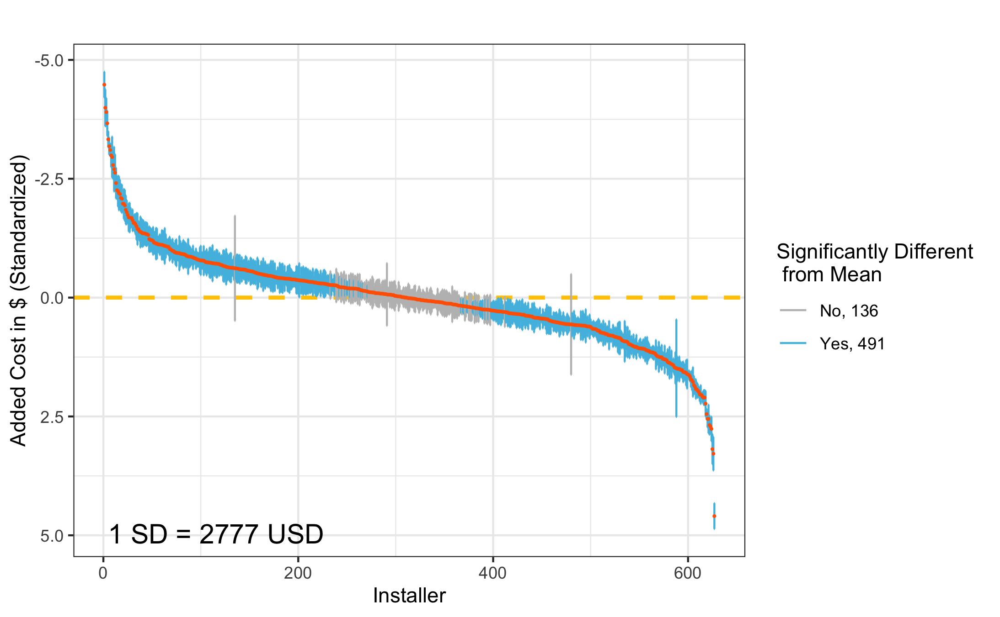 -5.0
-2.5
0.0
2.5
5.0
Added Cost in $ (Standardized)
1 SD = 2777 USD
0
200
400
600
Installer
Significantly Different
from Mean
No, 136
Yes, 491